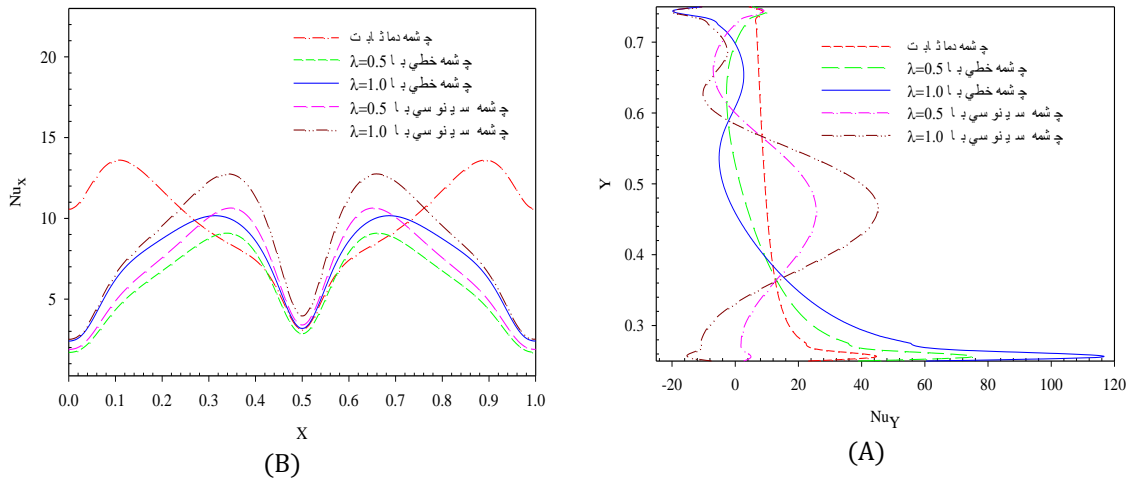 23
20
15
10
5
Nu_x
چشمه دما ثابت
چشمه خطي با λ=0.5
چشمه خطي با λ=1.0
چشمه سينوسي با λ=0.5
چشمه سينوسي با λ=1.0
0.0 0.1 0.2 0.3 0.4 0.5 0.6 0.7 0.8 0.9 1.0
X
(B)
0.7
0.6
0.5
0.4
0.3
Y
چشمه دما ثابت
چشمه خطي با λ=0.5
چشمه خطي با λ=1.0
چشمه سينوسي با λ=0.5
چشمه سينوسي با λ=1.0
-20 0 20 40 60 80 100 120
Nu_Y
(A)